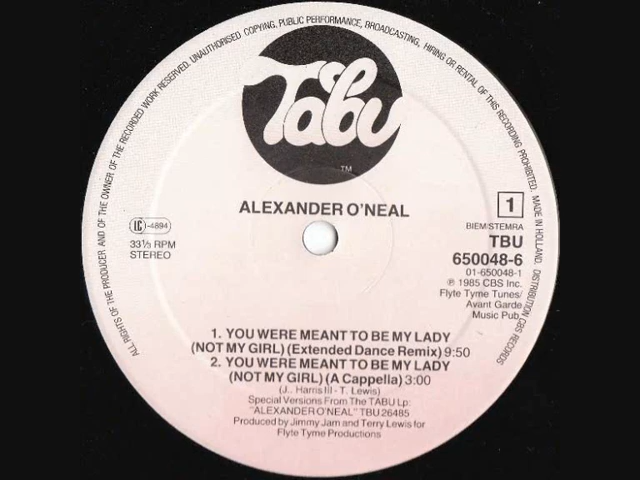 ALL RIGHTS OF THE PRODUCER AND OF THE OWNER OF THE RECORDED WORK RESERVED. UNAUTHORISED COPYING, PUBLIC PERFORMANCE, BROADCASTING, HIRING OR RENTAL OF THIS RECORDING PROHIBITED. MADE IN HOLLAND. DISTRIBUTION CBS RECORDS
Tabu
TM
ALEXANDER O'NEAL
1
LC-4894
33⅓ RPM
STEREO
BIEM/STEMRA
TBU
650048-6
01-650048-1
℗ 1985 CBS Inc.
Flyte Tyme Tunes/
Avant Garde
Music Pub.
1. YOU WERE MEANT TO BE MY LADY
(NOT MY GIRL) (Extended Dance Remix) 9:50
2. YOU WERE MEANT TO BE MY LADY
(NOT MY GIRL) (A Cappella) 3:00
(J. Harris III - T. Lewis)
Special Versions From The TABU Lp:
"ALEXANDER O'NEAL" TBU 26485
Produced by Jimmy Jam and Terry Lewis for
Flyte Tyme Productions